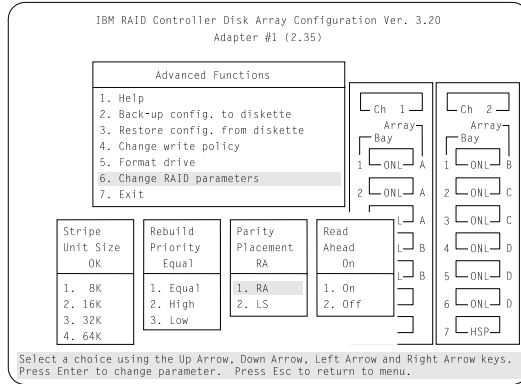 IBM RAID Controller Disk Array Configuration Ver. 3.20
Adapter #1 (2.35)
Advanced Functions
1. Help
2. Back-up config. to diskette
3. Restore config. from diskette
4. Change write policy
5. Format drive
6. Change RAID parameters
7. Exit
Stripe
Unit Size
OK
1. 8K
2. 16K
3. 32K
4. 64K
Rebuild
Priority
Equal
1. Equal
2. High
3. Low
Parity
Placement
RA
1. RA
2. LS
Read
Ahead
On
1. On
2. Off
Ch 1
Array
Bay
1 ONL A
2 ONL A
L A
L B
L B
Ch 2
Array
Bay
1 ONL B
2 ONL C
3 ONL C
4 ONL D
5 ONL D
6 ONL D
7 HSP
Select a choice using the Up Arrow, Down Arrow, Left Arrow and Right Arrow keys.
Press Enter to change parameter. Press Esc to return to menu.